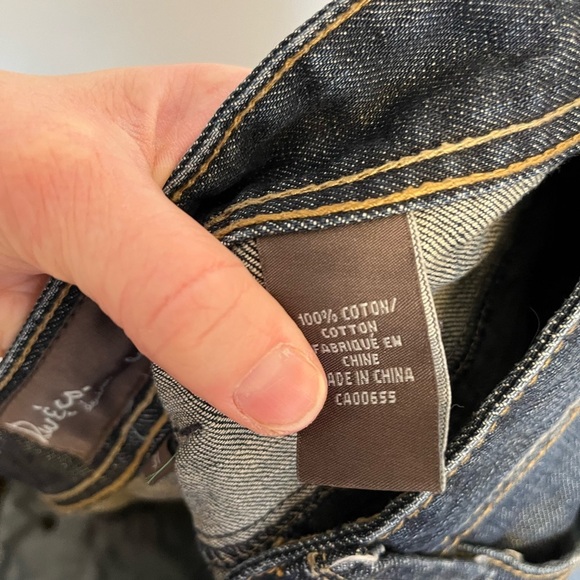 100% COTON/
COTTON
FABRIQUÉ EN
CHINE
MADE IN CHINA
CA00655